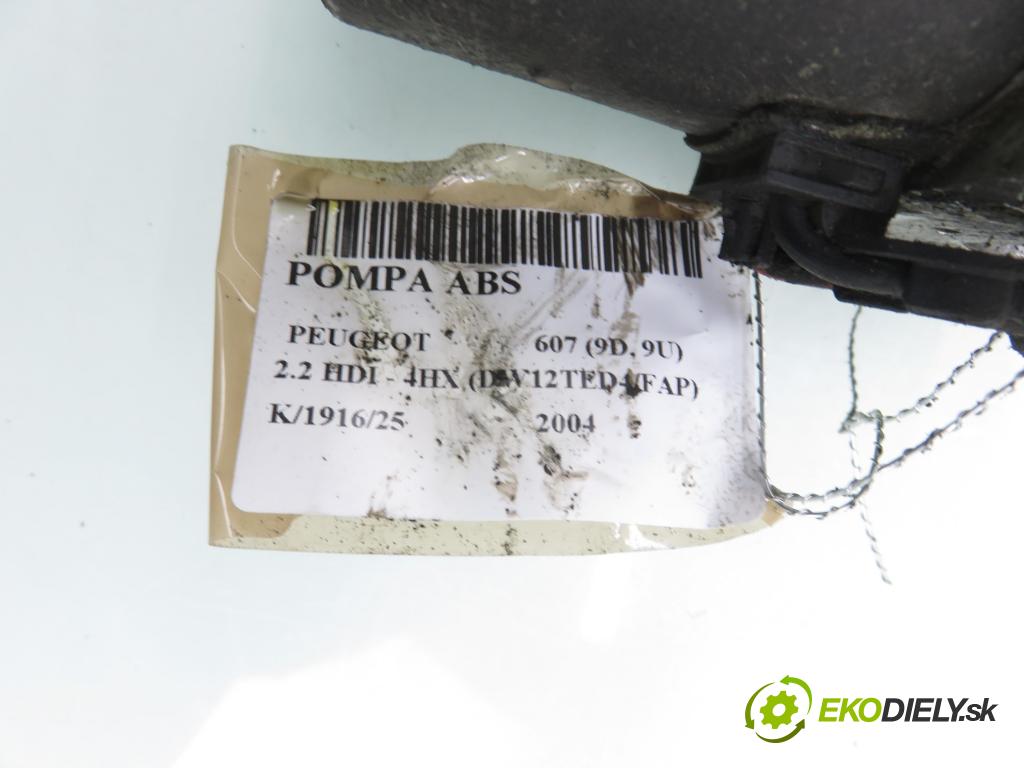 POMPA ABS
PEUGEOT 607 (9D, 9U)
2.2 HDI - 4HX (DW12TED4/FAP)
K/1916/25 2004
EKODIELY.sk